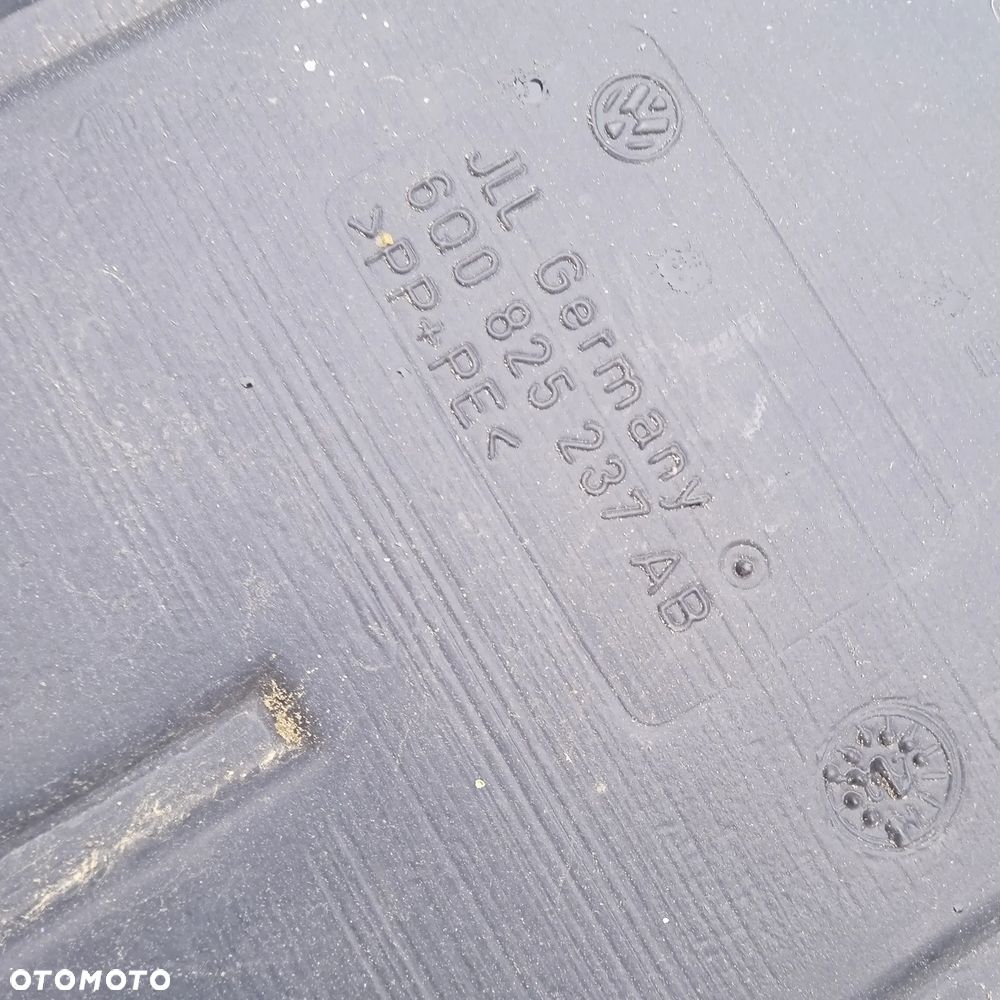 JLL Germany
6Q0 825 237 AB
>PP+PE<
OTOMOTO